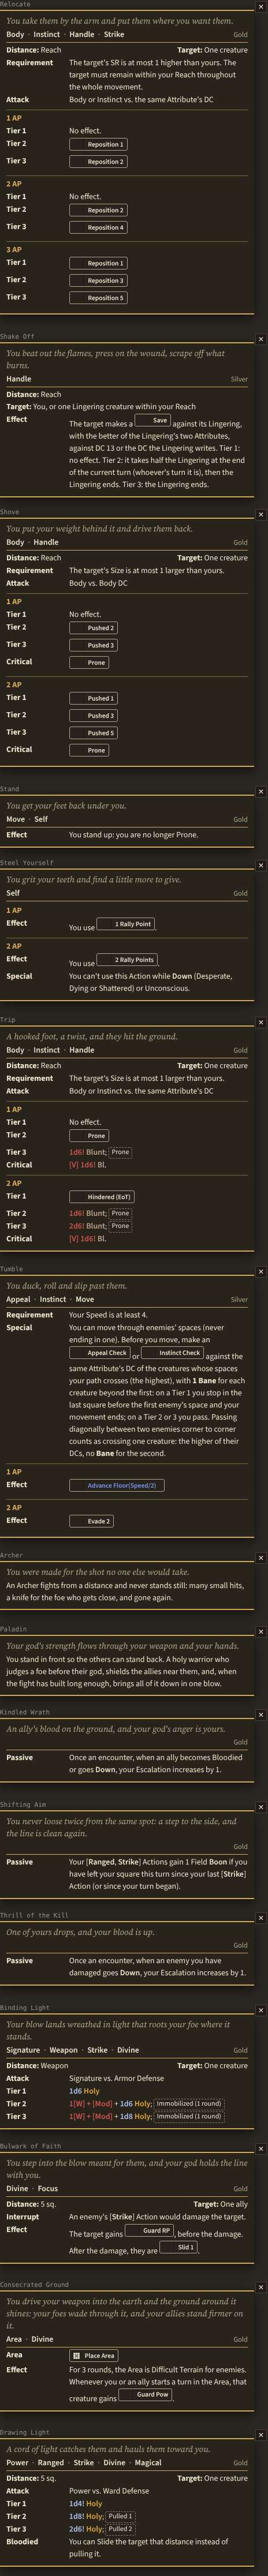 Relocate
You take them by the arm and put them where you want them.
Body · Instinct · Handle · Strike Gold
Distance: Reach Target: One creature
Requirement The target's SR is at most 1 higher than yours. The
target must remain within your Reach throughout
the whole movement.
Attack Body or Instinct vs. the same Attribute's DC
1 AP
Tier 1 No effect.
Tier 2 Reposition 1
Tier 3 Reposition 2
2 AP
Tier 1 No effect.
Tier 2 Reposition 2
Tier 3 Reposition 4
3 AP
Tier 1 Reposition 1
Tier 2 Reposition 3
Tier 3 Reposition 5
Shake Off
You beat out the flames, press on the wound, scrape off what
burns.
Handle Silver
Distance: Reach
Target: You, or one Lingering creature within your Reach
Effect The target makes a Save against its Lingering,
with the better of the Lingering's two Attributes,
against DC 13 or the DC the Lingering writes. Tier 1:
no effect. Tier 2: it takes half the Lingering at the end
of the current turn (whoever's turn it is), then the
Lingering ends. Tier 3: the Lingering ends.
Shove
You put your weight behind it and drive them back.
Body · Handle Gold
Distance: Reach Target: One creature
Requirement The target's Size is at most 1 larger than yours.
Attack Body vs. Body DC
1 AP
Tier 1 No effect.
Tier 2 Pushed 2
Tier 3 Pushed 3
Critical Prone
2 AP
Tier 1 Pushed 1
Tier 2 Pushed 3
Tier 3 Pushed 5
Critical Prone
Stand
You get your feet back under you.
Move · Self Gold
Effect You stand up: you are no longer Prone.
Steel Yourself
You grit your teeth and find a little more to give.
Self Gold
1 AP
Effect You use 1 Rally Point.
2 AP
Effect You use 2 Rally Points.
Special You can't use this Action while Down (Desperate,
Dying or Shattered) or Unconscious.
Trip
A hooked foot, a twist, and they hit the ground.
Body · Instinct · Handle Gold
Distance: Reach Target: One creature
Requirement The target's Size is at most 1 larger than yours.
Attack Body or Instinct vs. the same Attribute's DC
1 AP
Tier 1 No effect.
Tier 2 Prone
Tier 3 1d6! Blunt; Prone
Critical [V] 1d6! Bl.
2 AP
Tier 1 Hindered (EoT)
Tier 2 1d6! Blunt; Prone
Tier 3 2d6! Blunt; Prone
Critical [V] 1d6! Bl.
Tumble
You duck, roll and slip past them.
Appeal · Instinct · Move Silver
Requirement Your Speed is at least 4.
Special You can move through enemies' spaces (never
ending in one). Before you move, make an
Appeal Check or Instinct Check against the
same Attribute's DC of the creatures whose spaces
your path crosses (the highest), with 1 Bane for each
creature beyond the first: on a Tier 1 you stop in the
last square before the first enemy's space and your
movement ends; on a Tier 2 or 3 you pass. Passing
diagonally between two enemies corner to corner
counts as crossing one creature: the higher of their
DCs, no Bane for the second.
1 AP
Effect Advance Floor(Speed/2)
2 AP
Effect Evade 2
Archer
You were made for the shot no one else would take.
An Archer fights from a distance and never stands still: many small hits,
a knife for the foe who gets close, and gone again.
Paladin
Your god's strength flows through your weapon and your hands.
You stand in front so the others can stand back. A holy warrior who
judges a foe before their god, shields the allies near them, and, when
the fight has built long enough, brings all of it down in one blow.
Kindled Wrath
An ally's blood on the ground, and your god's anger is yours.
Gold
Passive Once an encounter, when an ally becomes Bloodied
or goes Down, your Escalation increases by 1.
Shifting Aim
You never loose twice from the same spot: a step to the side, and
the line is clean again.
Gold
Passive Your [Ranged, Strike] Actions gain 1 Field Boon if you
have left your square this turn since your last [Strike]
Action (or since your turn began).
Thrill of the Kill
One of yours drops, and your blood is up.
Gold
Passive Once an encounter, when an enemy you have
damaged goes Down, your Escalation increases by 1.
Binding Light
Your blow lands wreathed in light that roots your foe where it
stands.
Signature · Weapon · Strike · Divine Gold
Distance: Weapon Target: One creature
Attack Signature vs. Armor Defense
Tier 1 1d6 Holy
Tier 2 1[W] + [Mod] + 1d6 Holy; Immobilized (1 round)
Tier 3 1[W] + [Mod] + 1d8 Holy; Immobilized (1 round)
Bulwark of Faith
You step into the blow meant for them, and your god holds the line
with you.
Divine · Focus Gold
Distance: 5 sq. Target: One ally
Interrupt An enemy's [Strike] Action would damage the target.
Effect The target gains Guard RP, before the damage.
After the damage, they are Slid 1.
Consecrated Ground
You drive your weapon into the earth and the ground around it
shines: your foes wade through it, and your allies stand firmer on
it.
Area · Divine Gold
Area Place Area
Effect For 3 rounds, the Area is Difficult Terrain for enemies.
Whenever you or an ally starts a turn in the Area, that
creature gains Guard Pow.
Drawing Light
A cord of light catches them and hauls them toward you.
Power · Ranged · Strike · Divine · Magical Gold
Distance: 5 sq. Target: One creature
Attack Power vs. Ward Defense
Tier 1 1d4! Holy
Tier 2 1d8! Holy; Pulled 1
Tier 3 2d6! Holy; Pulled 2
Bloodied You can Slide the target that distance instead of
pulling it.